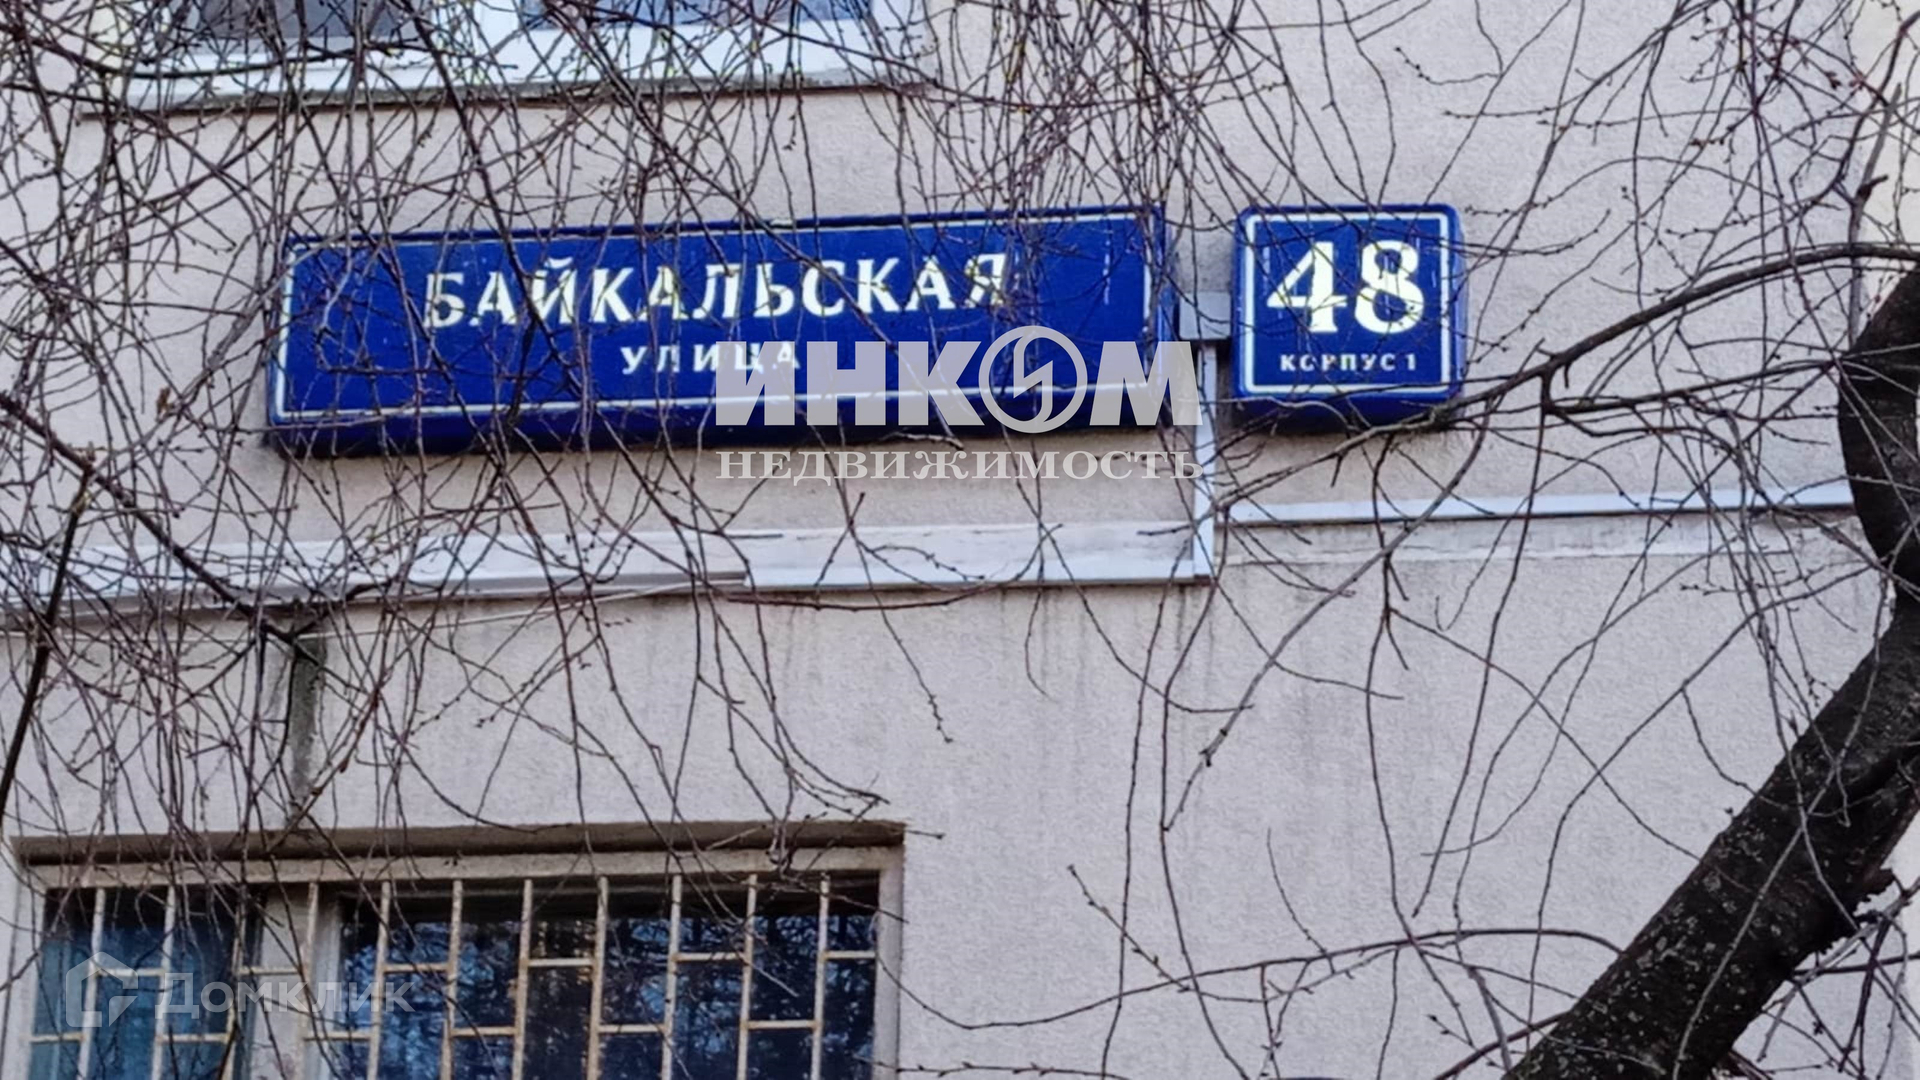 БАЙКАЛЬСКАЯ
УЛИЦА
48
КОРПУС 1
ИНКОМ
НЕДВИЖИМОСТЬ
ДОМКЛИК